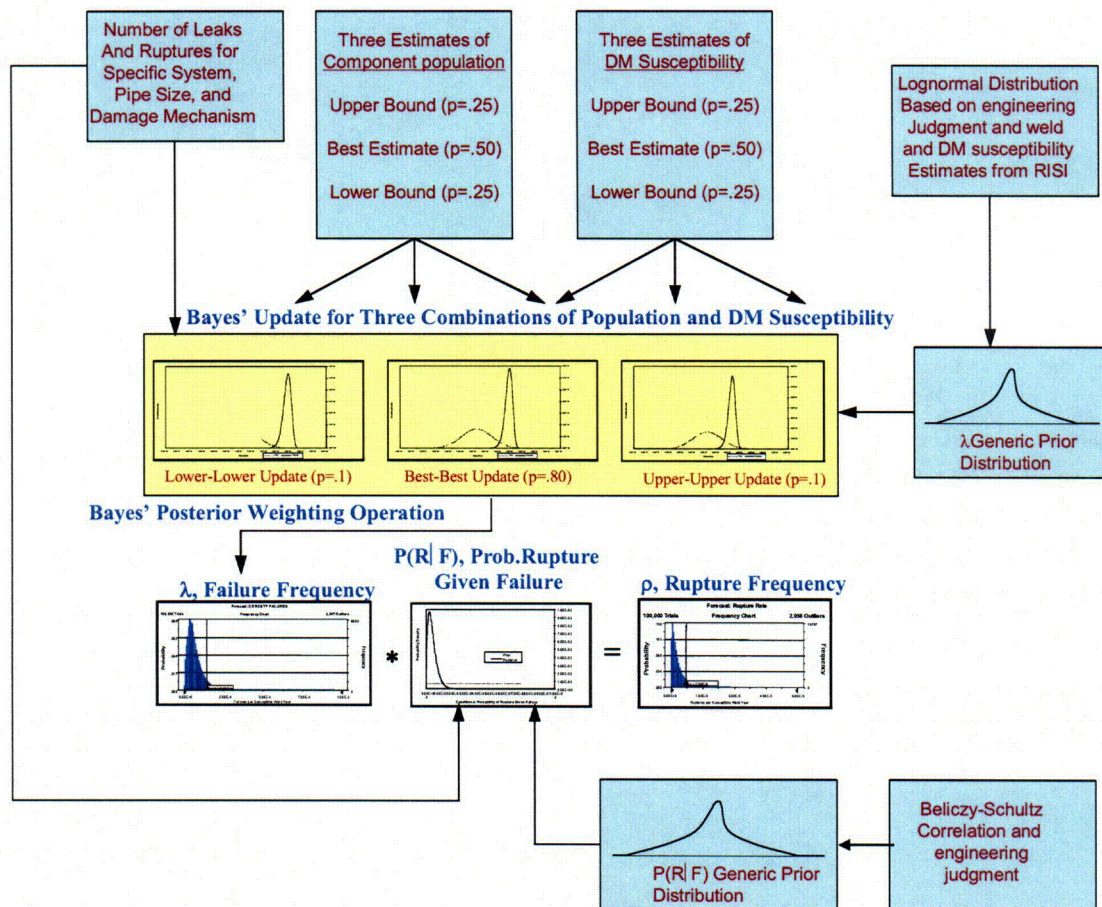 Number of Leaks
And Ruptures for
Specific System,
Pipe Size, and
Damage Mechanism
Three Estimates of
Component population
Upper Bound (p=.25)
Best Estimate (p=.50)
Lower Bound (p=.25)
Three Estimates of
DM Susceptibility
Upper Bound (p=.25)
Best Estimate (p=.50)
Lower Bound (p=.25)
Lognormal Distribution
Based on engineering
Judgment and weld
and DM susceptibility
Estimates from RISI
Bayes’ Update for Three Combinations of Population and DM Susceptibility
Lower-Lower Update (p=.1)
Best-Best Update (p=.80)
Upper-Upper Update (p=.1)
λGeneric Prior
Distribution
Bayes’ Posterior Weighting Operation
λ, Failure Frequency
P(R| F), Prob.Rupture
Given Failure
ρ, Rupture Frequency
Frequency Chart
Probability
Frequency
*
Probability Density
=
Forecast: Rupture Rate
100,000 Trials
Frequency Chart
Probability
Frequency
P(R| F) Generic Prior
Distribution
Beliczy-Schultz
Correlation and
engineering
judgment